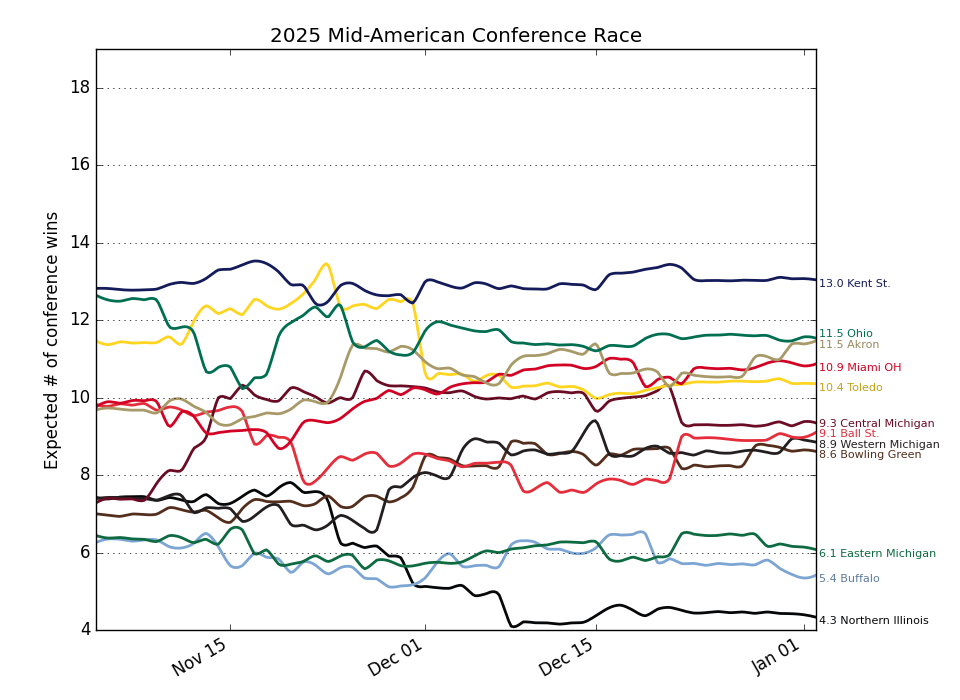 2025 Mid-American Conference Race
Expected # of conference wins
18
16
14
12
10
8
6
4
Nov 15
Dec 01
Dec 15
Jan 01
13.0 Kent St.
11.5 Ohio
11.5 Akron
10.9 Miami OH
10.4 Toledo
9.3 Central Michigan
9.1 Ball St.
8.9 Western Michigan
8.6 Bowling Green
6.1 Eastern Michigan
5.4 Buffalo
4.3 Northern Illinois